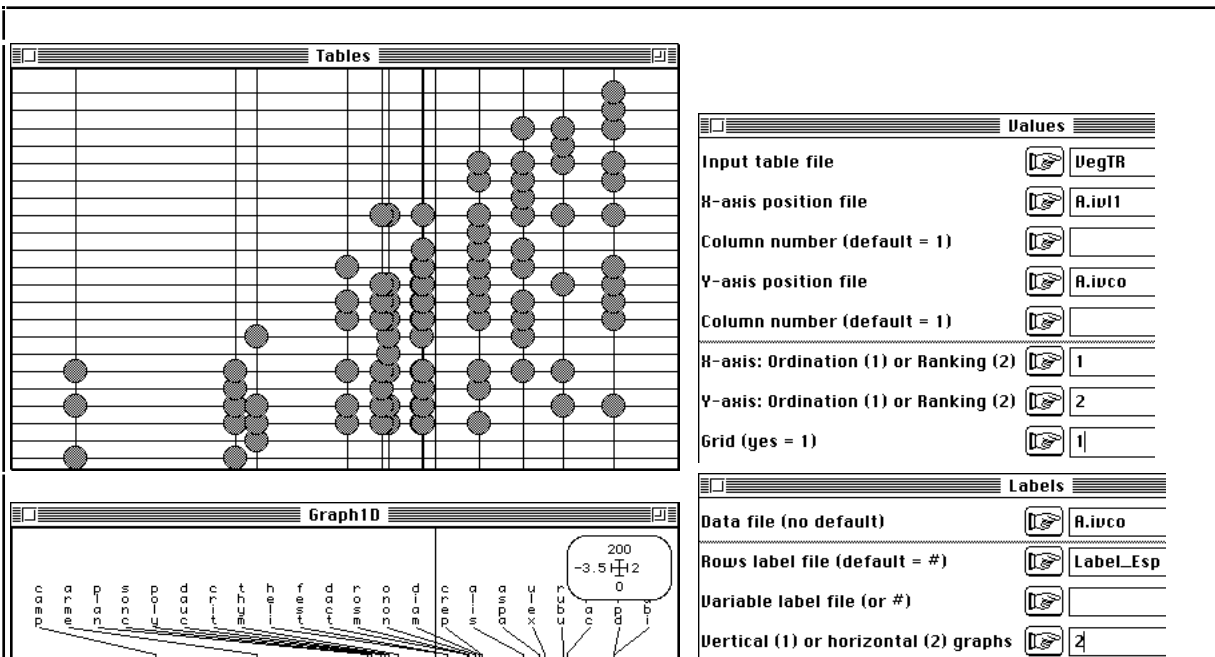 Tables
Values
Input table file VegTR
X-axis position file A.ivl1
Column number (default = 1)
Y-axis position file A.ivco
Column number (default = 1)
X-axis: Ordination (1) or Ranking (2) 1
Y-axis: Ordination (1) or Ranking (2) 2
Grid (yes = 1) 1
Graph1D
200
-3.5 2
0
camp
arme
plan
sonc
poly
dauc
crit
thym
heli
fest
dact
rosm
onon
diam
crep
aspa
ulex
rubu
Labels
Data file (no default) A.ivco
Rows label file (default = #) Label_Esp
Variable label file (or #)
Vertical (1) or horizontal (2) graphs 2